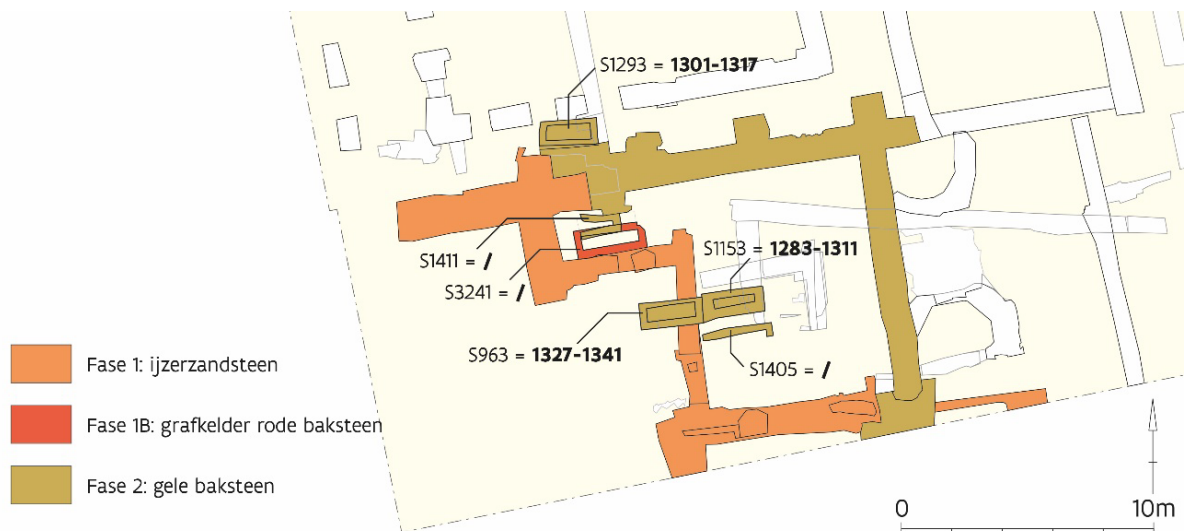 S1293 = 1301-1317
S1411 = /
S3241 = /
S1153 = 1283-1311
S963 = 1327-1341
S1405 = /
Fase 1: ijzerzandsteen
Fase 1B: grafkelder rode baksteen
Fase 2: gele baksteen
0
10m